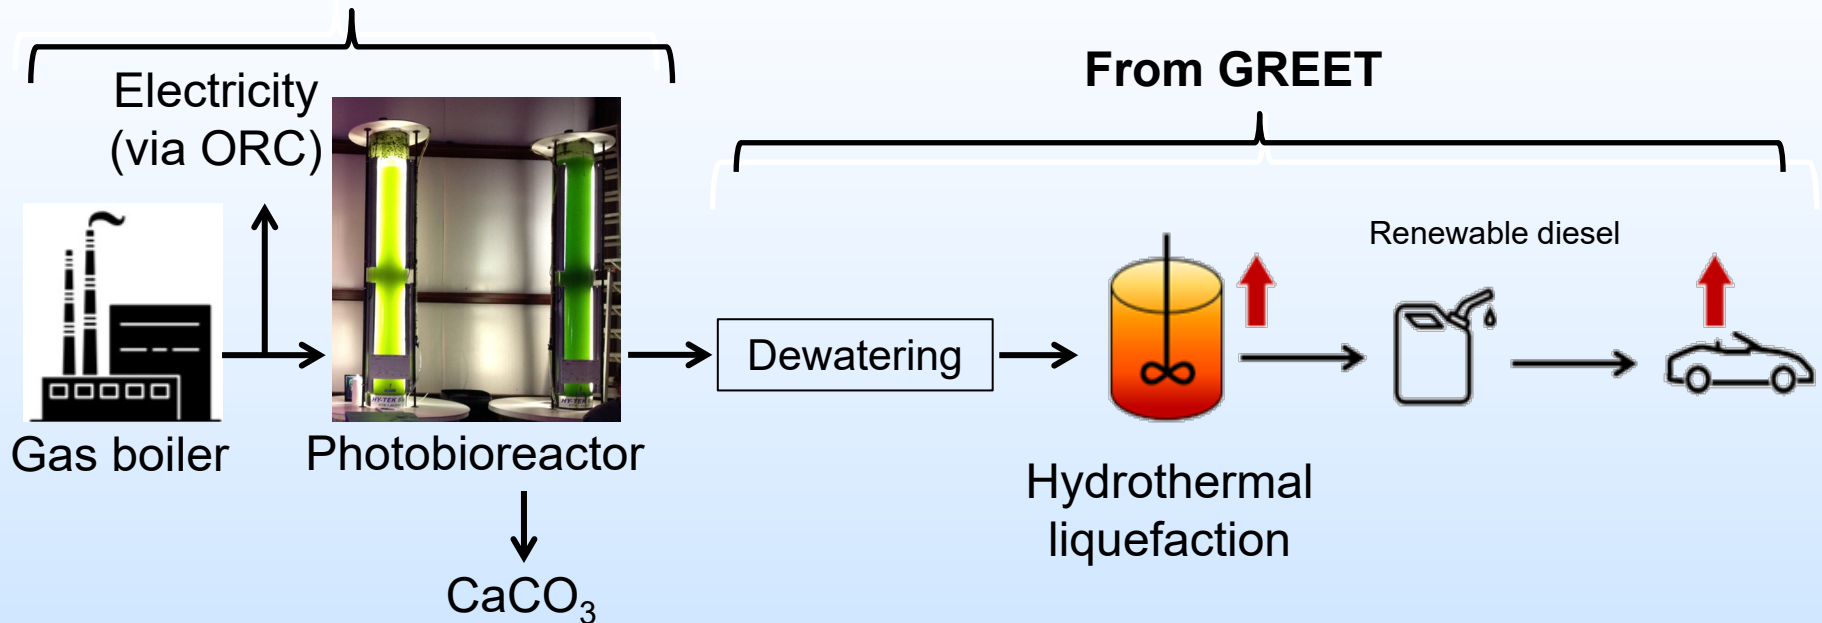 From GREET
Electricity
(via ORC)
Renewable diesel
Dewatering
Gas boiler
Photobioreactor
Hydrothermal
liquefaction
CaCO₃